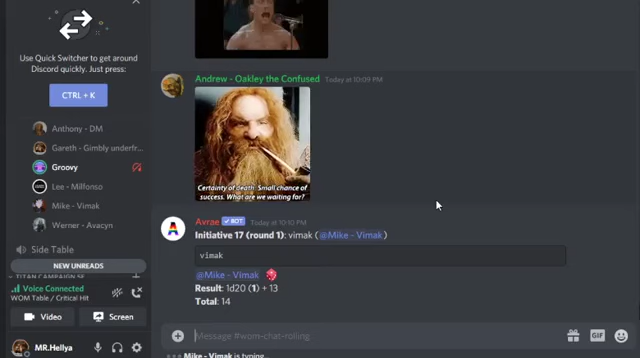 Use Quick Switcher to get around
Discord quickly. Just press:
CTRL + K
Anthony - DM
Gareth - Gimbly underfr...
Groovy
Lee - Milfonso
Mike - Vimak
Werner - Avacyn
Side Table
NEW UNREADS
Voice Connected
WOM Table / Critical Hit
Video
Screen
MR.Hellya
Andrew - Oakley the Confused Today at 10:09 PM
Certainty of death. Small chance of
success. What are we waiting for?
Avrae BOT Today at 10:10 PM
Initiative 17 (round 1): vimak (@Mike - Vimak)
vimak
@Mike - Vimak
Result: 1d20 (1) + 13
Total: 14
Message #wom-chat-rolling
GIF
Mike - Vimak is typing...